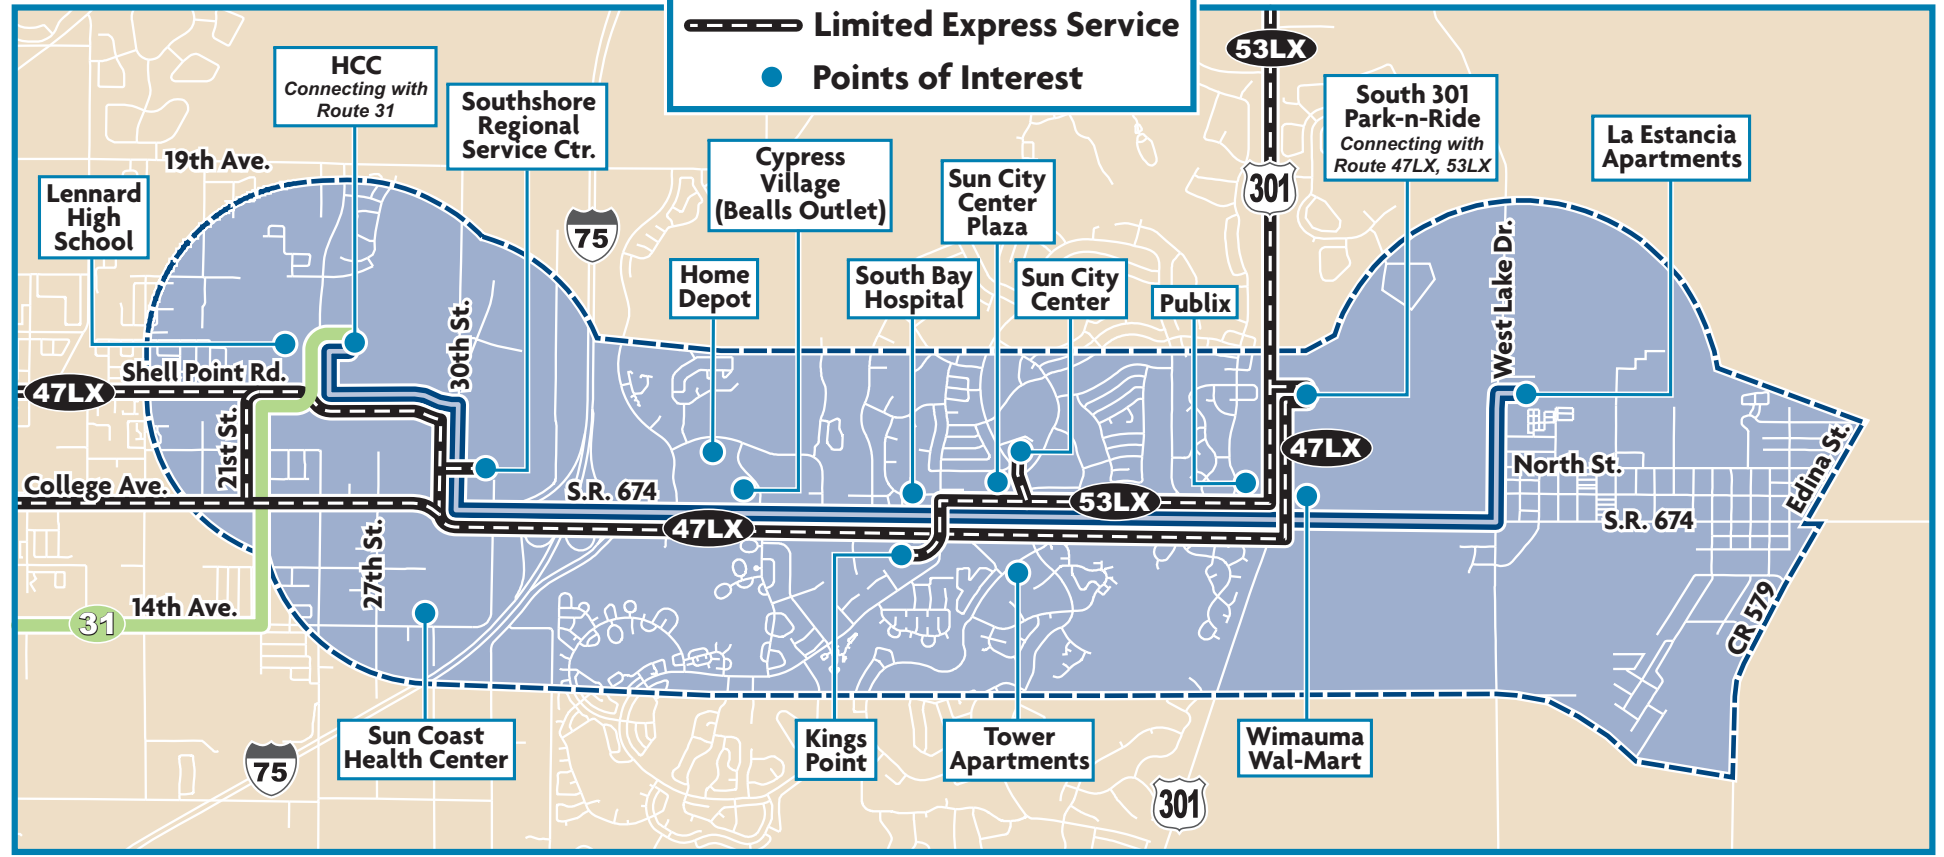 Limited Express Service
Points of Interest
53LX
HCC
Connecting with
Route 31
Southshore
Regional
Service Ctr.
South 301
Park-n-Ride
Connecting with
Route 47LX, 53LX
La Estancia
Apartments
19th Ave.
Cypress
Village
(Bealls Outlet)
Sun City
Center
Plaza
301
Lennard
High
School
75
Home
Depot
South Bay
Hospital
Sun City
Center
Publix
West Lake Dr.
30th St.
Shell Point Rd.
47LX
21st St.
47LX
College Ave.
S.R. 674
53LX
North St.
Edina St.
47LX
S.R. 674
27th St.
14th Ave.
31
CR 579
Sun Coast
Health Center
Kings
Point
Tower
Apartments
Wimauma
Wal-Mart
75
301